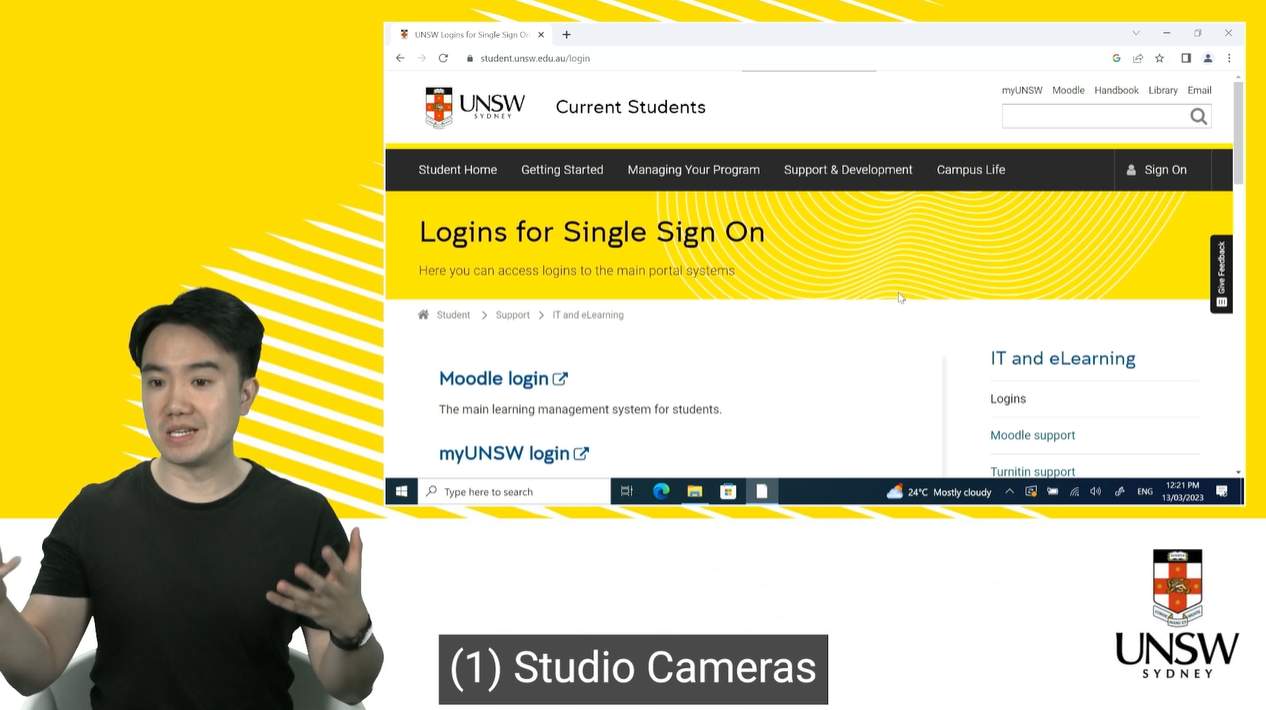 UNSW Logins for Single Sign On
student.unsw.edu.au/login
UNSW
SYDNEY
Current Students
myUNSW Moodle Handbook Library Email
Student Home Getting Started Managing Your Program Support & Development Campus Life Sign On
Logins for Single Sign On
Here you can access logins to the main portal systems
Give Feedback
Student Support IT and eLearning
Moodle login
The main learning management system for students.
myUNSW login
IT and eLearning
Logins
Moodle support
Turnitin support
Type here to search
24°C Mostly cloudy
ENG
12:21 PM
13/03/2023
(1) Studio Cameras
UNSW
SYDNEY